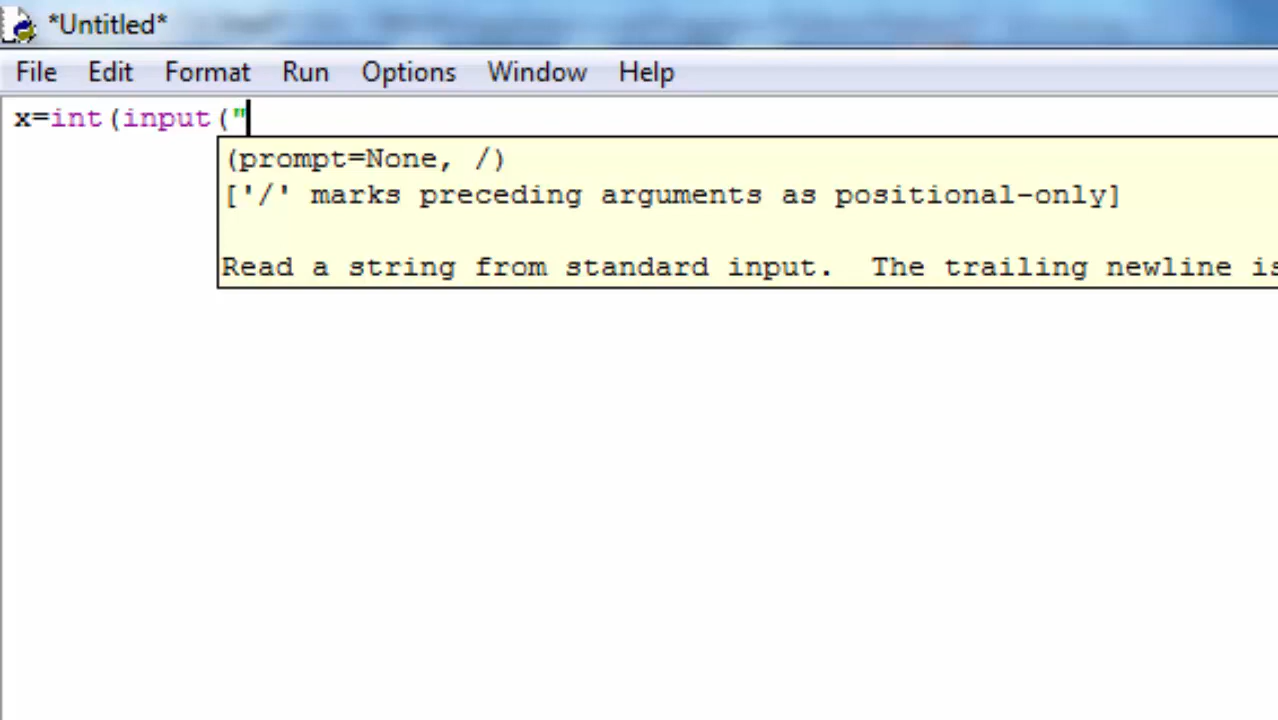 *Untitled*
File Edit Format Run Options Window Help
x=int(input("
(prompt=None, /)
['/' marks preceding arguments as positional-only]
Read a string from standard input. The trailing newline is